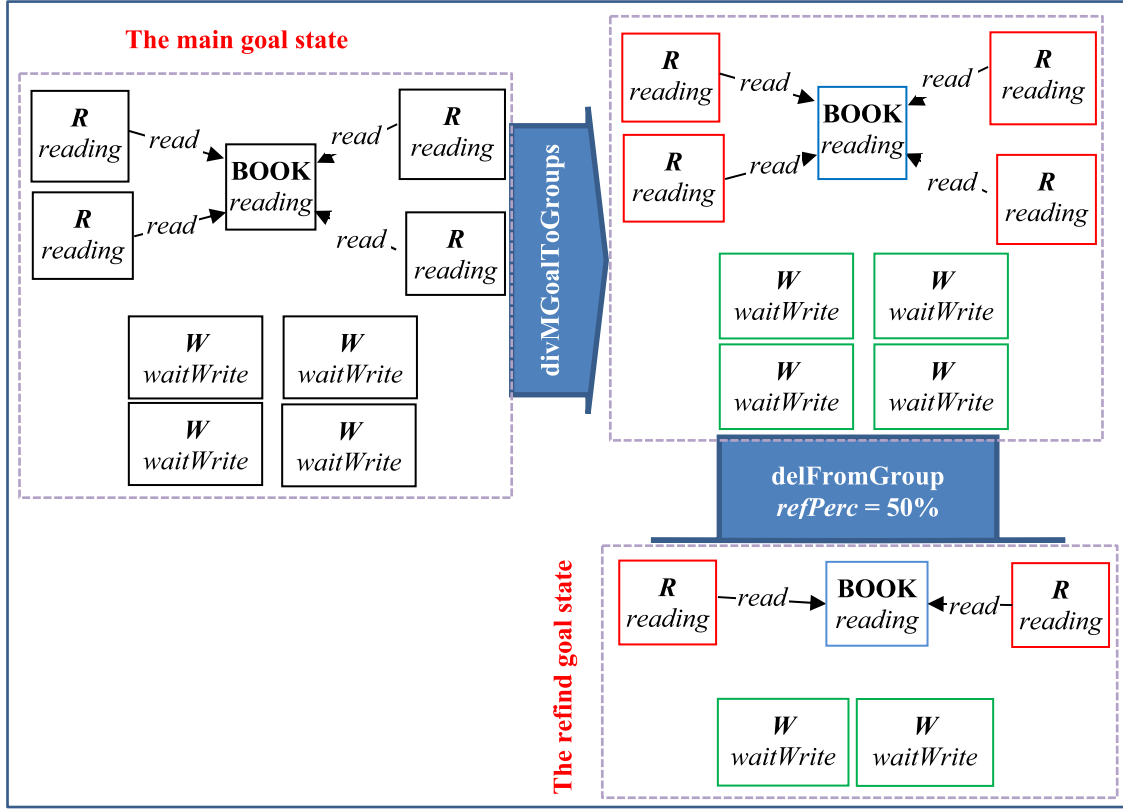 The main goal state
R
reading
read
R
reading
read
BOOK
reading
R
reading
read
R
reading
read
W
waitWrite
W
waitWrite
W
waitWrite
W
waitWrite
divMGoalToGroups
R
reading
read
R
reading
read
BOOK
reading
R
reading
read
R
reading
read
W
waitWrite
W
waitWrite
W
waitWrite
W
waitWrite
delFromGroup
refPerc = 50%
The refind goal state
R
reading
read
BOOK
reading
read
R
reading
W
waitWrite
W
waitWrite